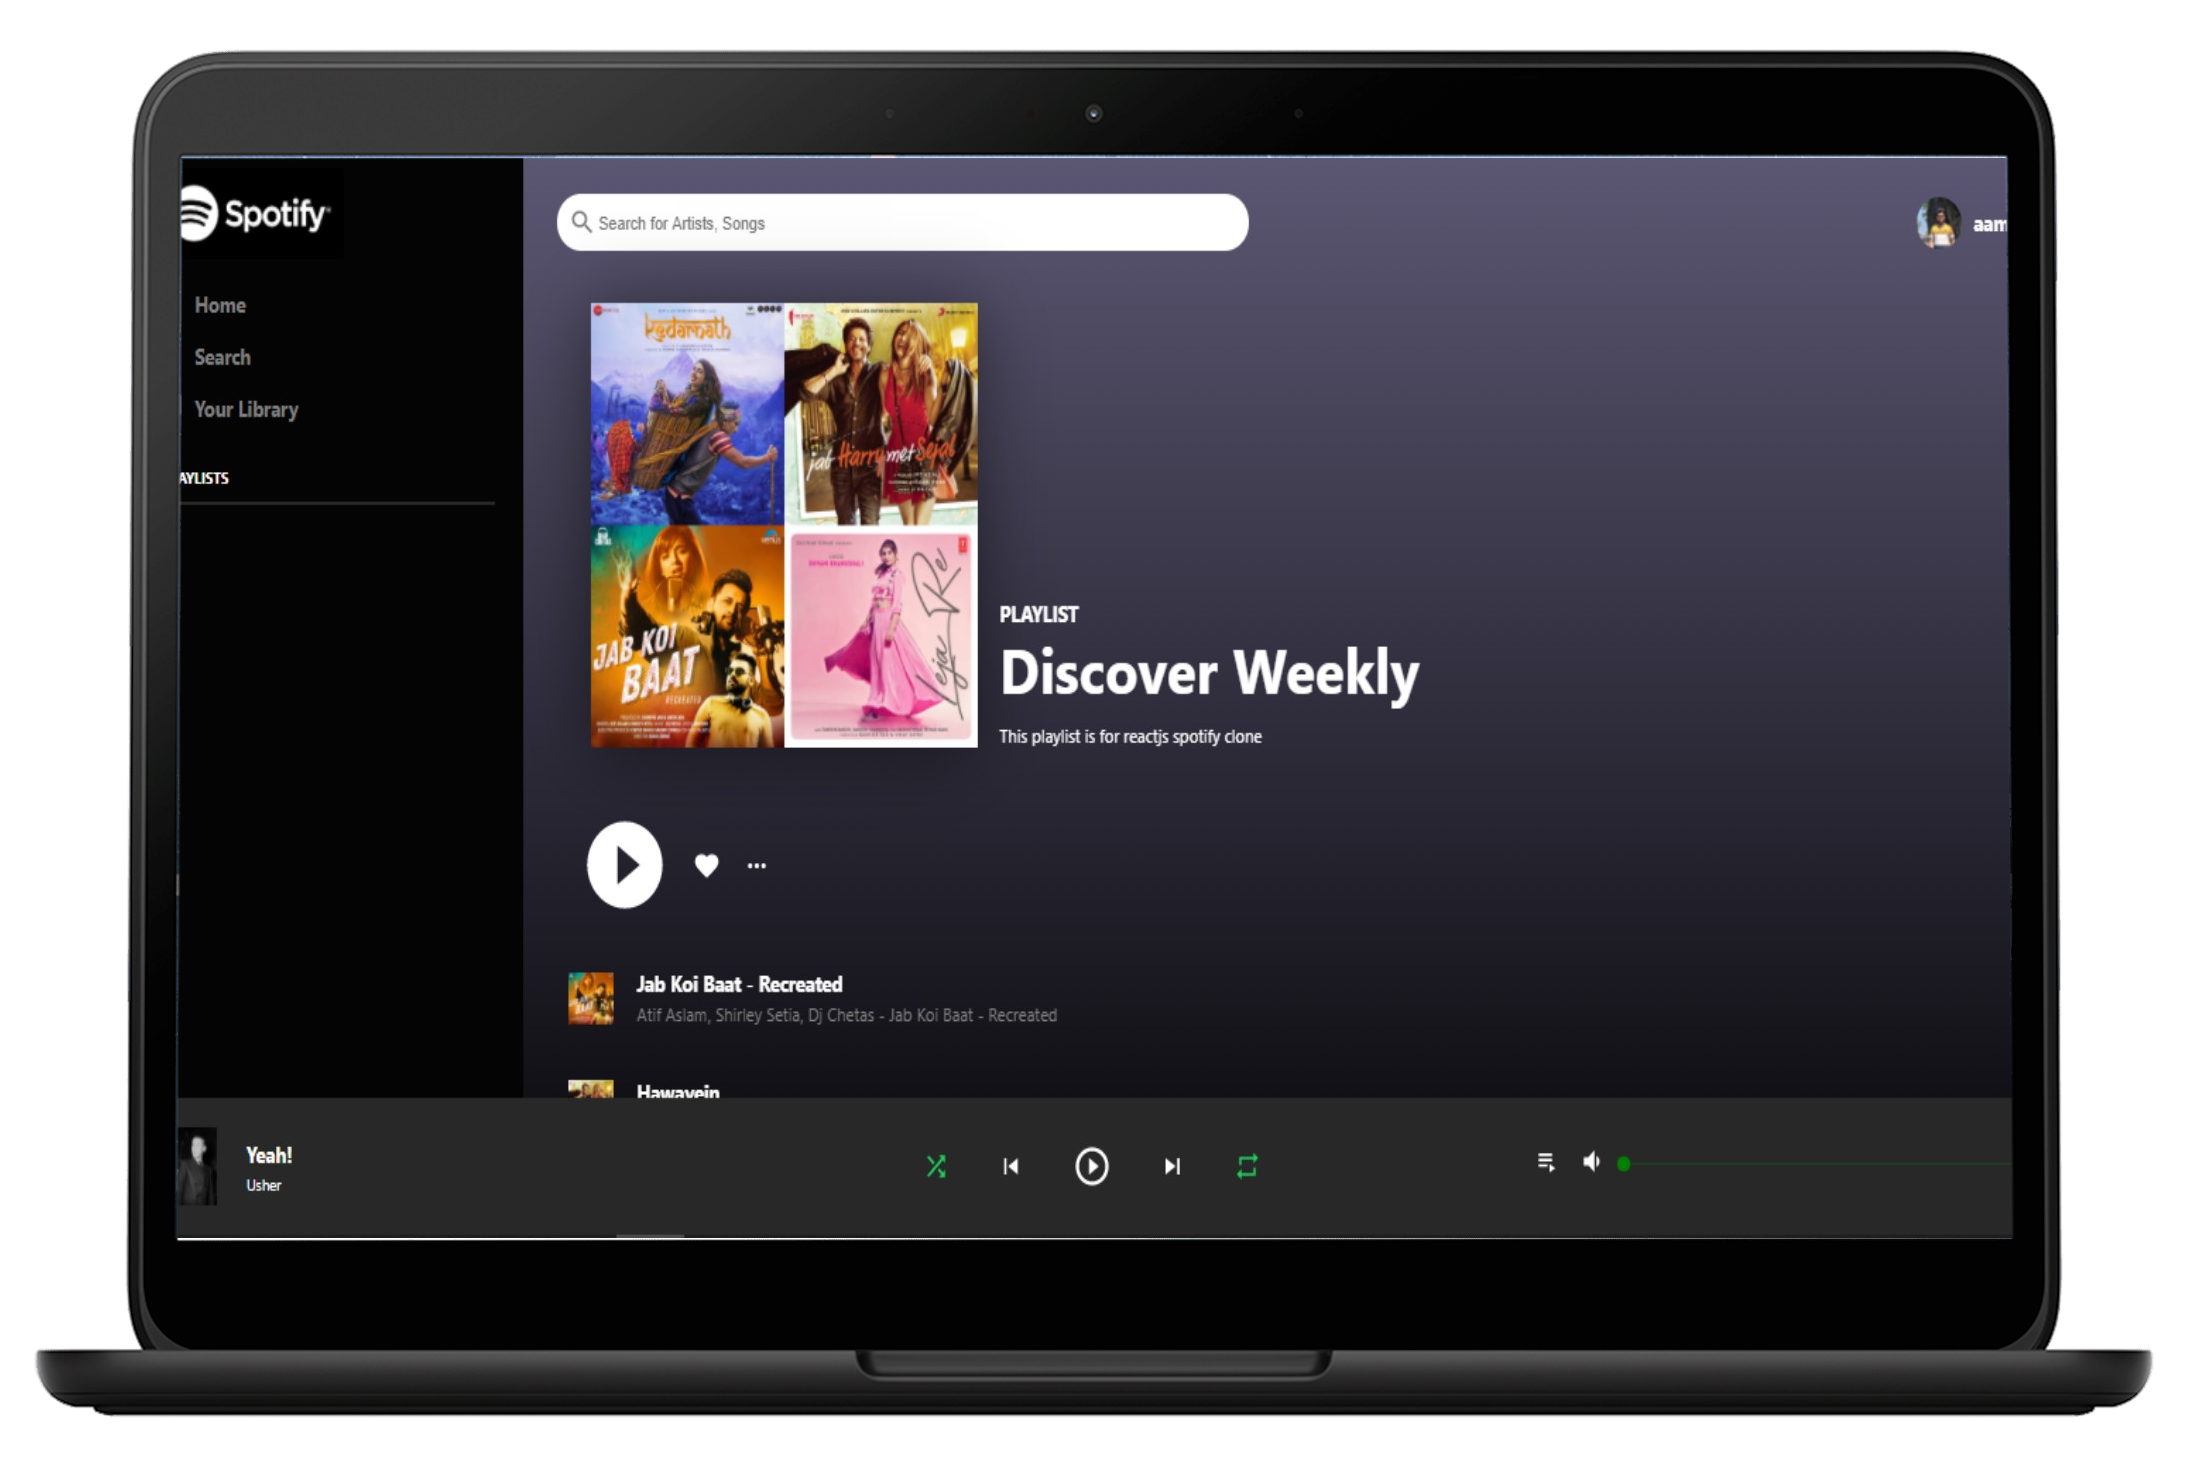 Spotify
Search for Artists, Songs
aam
Home
Search
Your Library
AYLISTS
kedarnath
jab Harry met Sejal
JAB KOI
BAAT
RECREATED
Leja Re
PLAYLIST
Discover Weekly
This playlist is for reactjs spotify clone
Jab Koi Baat - Recreated
Atif Aslam, Shirley Setia, Dj Chetas - Jab Koi Baat - Recreated
Hawayein
Yeah!
Usher